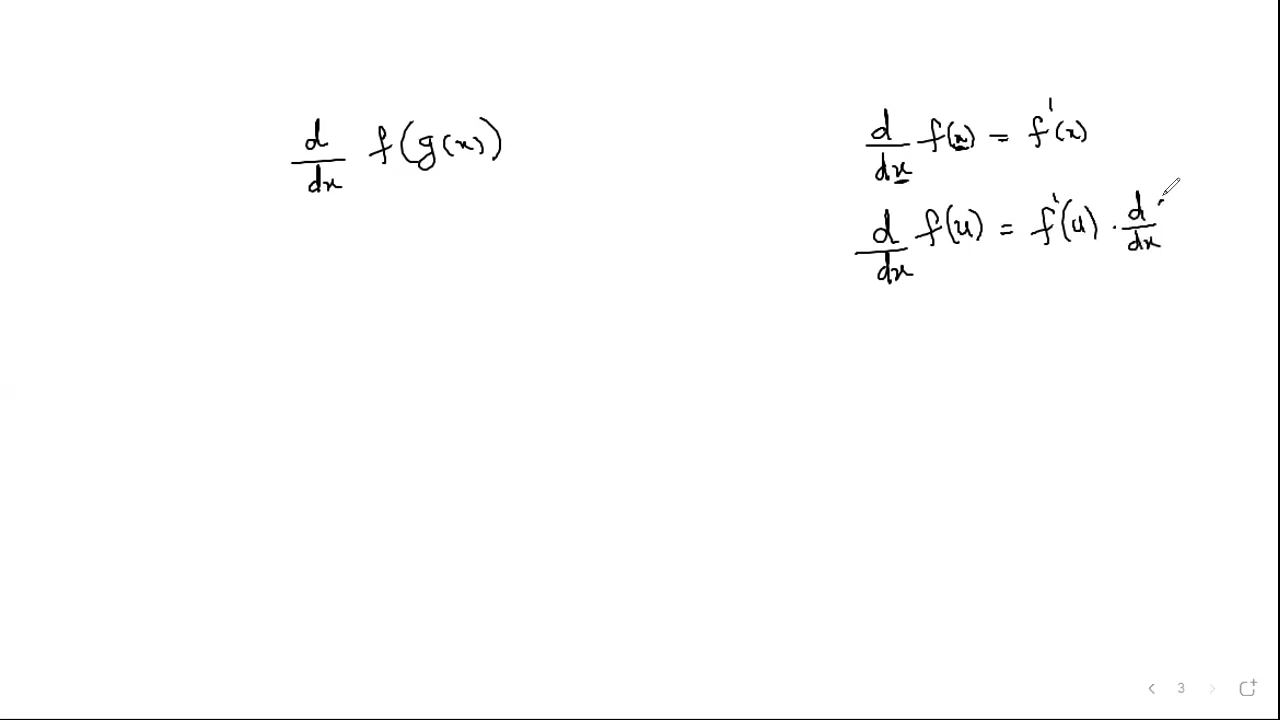 d/dx f(g(x))
d/dx f(x) = f'(x)
d/dx f(u) = f'(u) · d/dx
3